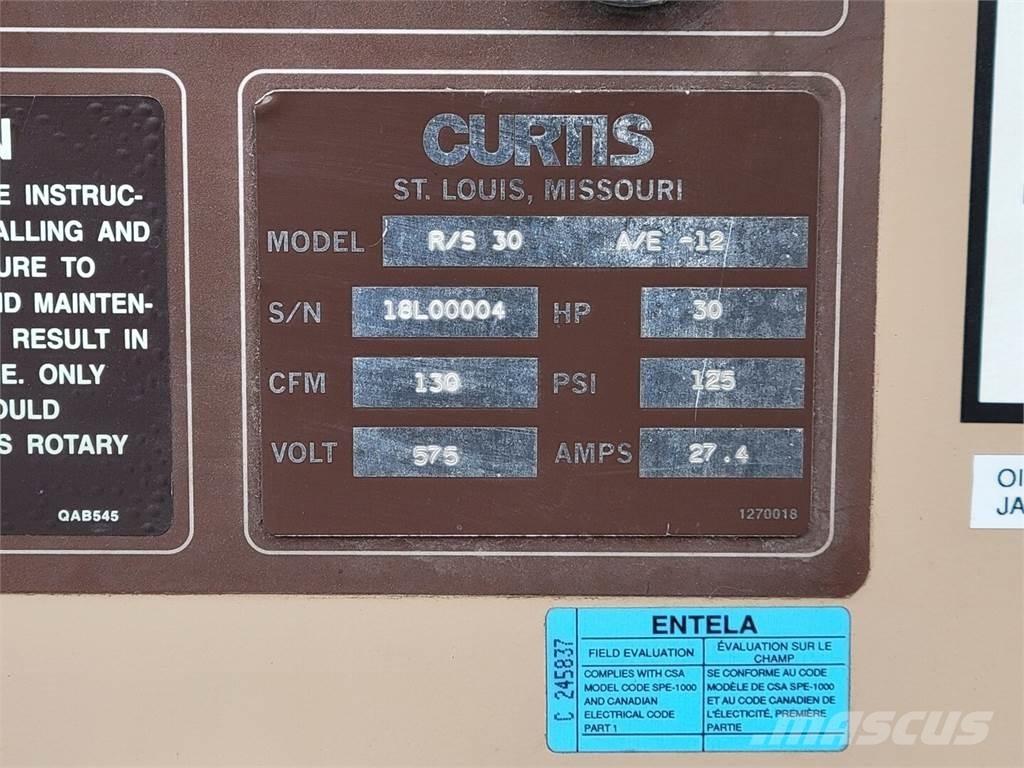 N
E INSTRUC-
ALLING AND
URE TO
ND MAINTEN-
RESULT IN
E. ONLY
OULD
S ROTARY
QAB545
CURTIS
ST. LOUIS, MISSOURI
MODEL R/S 30 A/E -12
S/N 18L00004 HP 30
CFM 130 PSI 125
VOLT 575 AMPS 27.4
1270018
OI
JA
C 245837
ENTELA
FIELD EVALUATION
COMPLIES WITH CSA
MODEL CODE SPE-1000
AND CANADIAN
ELECTRICAL CODE
PART 1
ÉVALUATION SUR LE
CHAMP
SE CONFORME AU CODE
MODÈLE DE CSA SPE-1000
ET AU CODE CANADIEN DE
L'ÉLECTICITÉ, PREMIÈRE
PARTIE
MASCUS